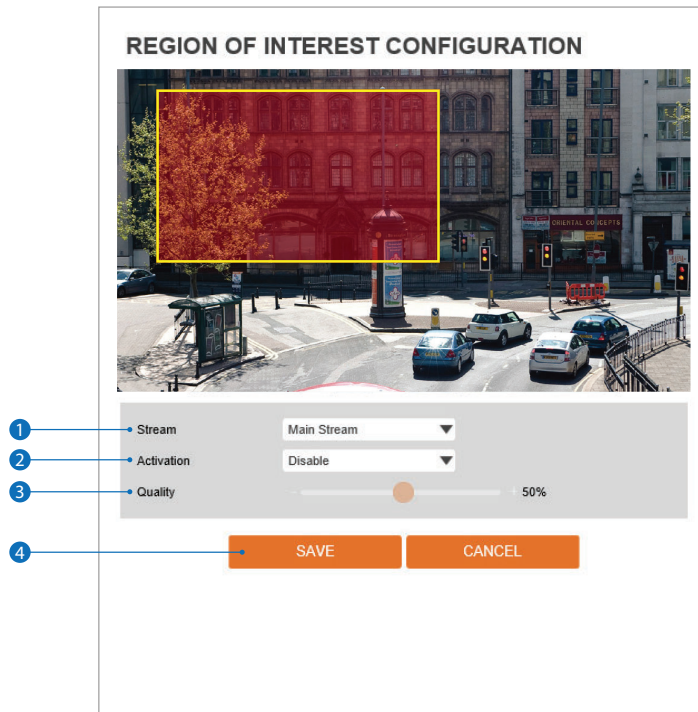 REGION OF INTEREST CONFIGURATION
ORIENTAL CONCEPTS
1 Stream Main Stream
2 Activation Disable
3 Quality - + 50%
4 SAVE CANCEL